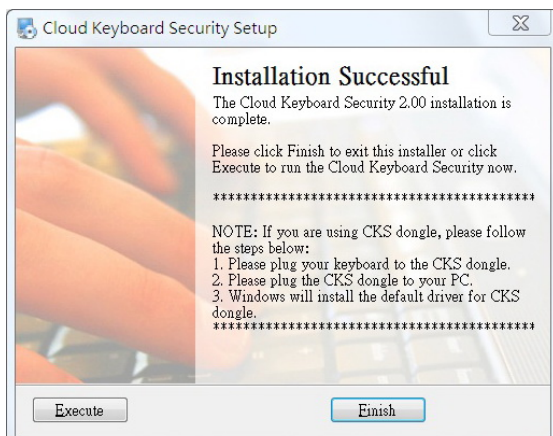 Cloud Keyboard Security Setup
Installation Successful
The Cloud Keyboard Security 2.00 installation is
complete.
Please click Finish to exit this installer or click
Execute to run the Cloud Keyboard Security now.
********************************************
NOTE: If you are using CKS dongle, please follow
the steps below:
1. Please plug your keyboard to the CKS dongle.
2. Please plug the CKS dongle to your PC.
3. Windows will install the default driver for CKS
dongle.
********************************************
Execute
Finish